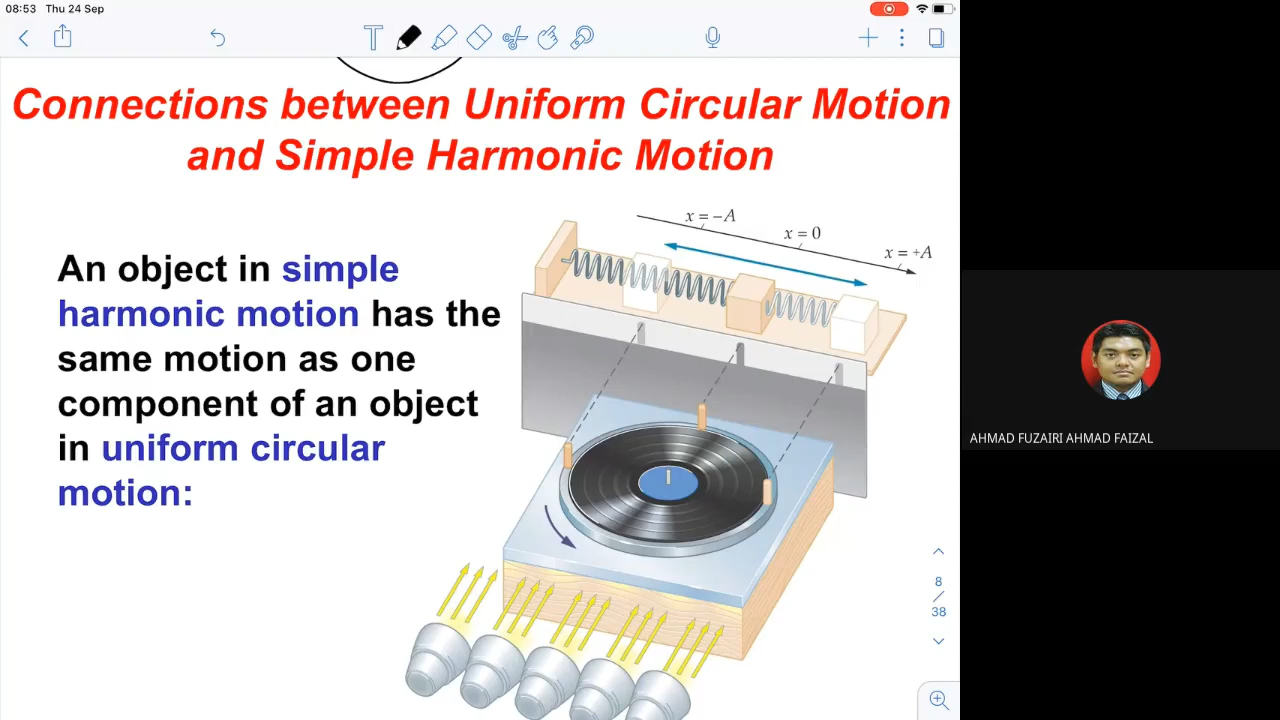 08:53 Thu 24 Sep
T
Connections between Uniform Circular Motion
and Simple Harmonic Motion
An object in simple
harmonic motion has the
same motion as one
component of an object
in uniform circular
motion:
x = –A
x = 0
x = +A
8
/
38
AHMAD FUZAIRI AHMAD FAIZAL